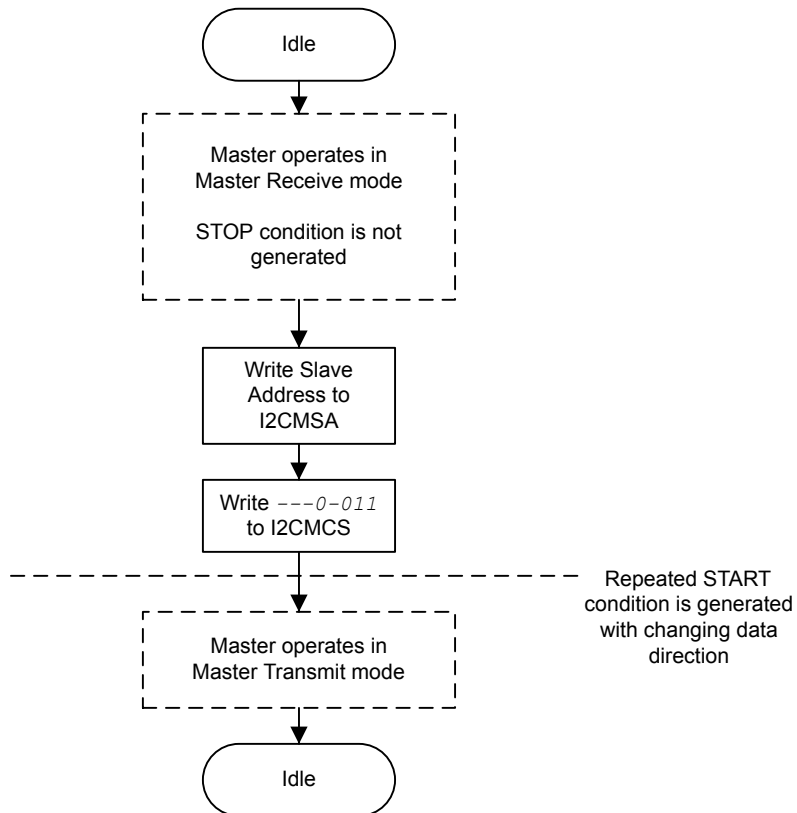 Idle
Master operates in
Master Receive mode
STOP condition is not
generated
Write Slave
Address to
I2CMSA
Write ---0-011
to I2CMCS
Repeated START
condition is generated
with changing data
direction
Master operates in
Master Transmit mode
Idle